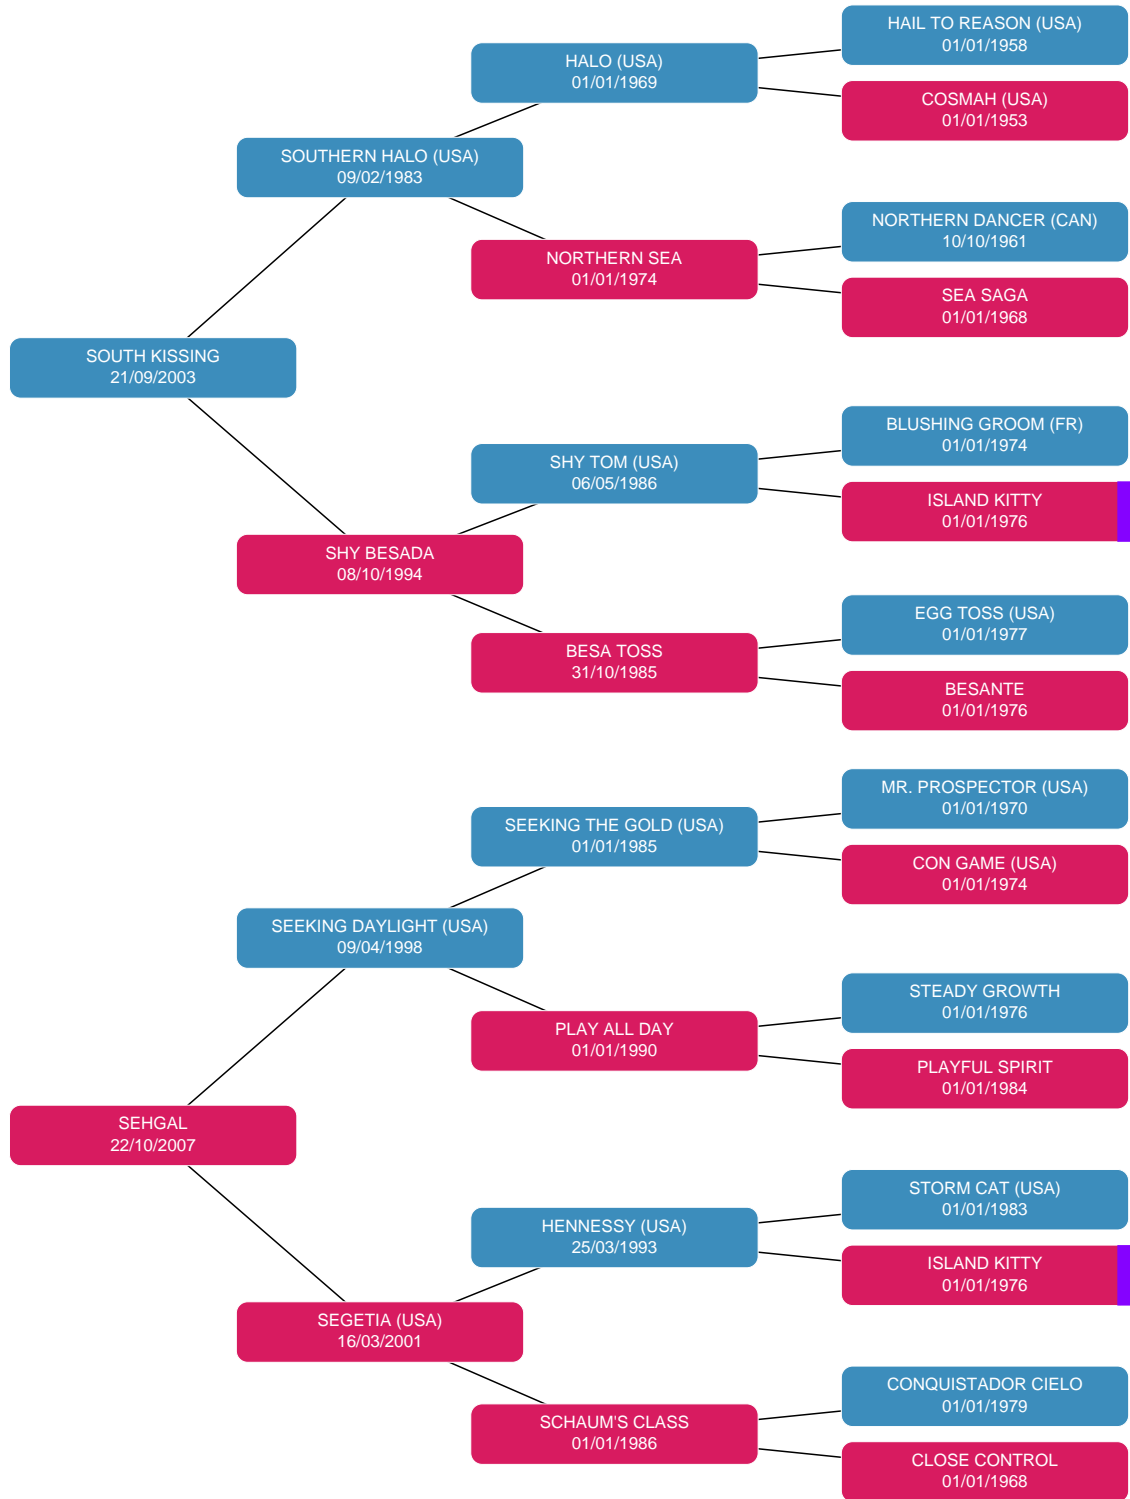 HAIL TO REASON (USA)
01/01/1958
HALO (USA)
01/01/1969
COSMAH (USA)
01/01/1953
SOUTHERN HALO (USA)
09/02/1983
NORTHERN DANCER (CAN)
10/10/1961
NORTHERN SEA
01/01/1974
SEA SAGA
01/01/1968
SOUTH KISSING
21/09/2003
BLUSHING GROOM (FR)
01/01/1974
SHY TOM (USA)
06/05/1986
ISLAND KITTY
01/01/1976
SHY BESADA
08/10/1994
EGG TOSS (USA)
01/01/1977
BESA TOSS
31/10/1985
BESANTE
01/01/1976
MR. PROSPECTOR (USA)
01/01/1970
SEEKING THE GOLD (USA)
01/01/1985
CON GAME (USA)
01/01/1974
SEEKING DAYLIGHT (USA)
09/04/1998
STEADY GROWTH
01/01/1976
PLAY ALL DAY
01/01/1990
PLAYFUL SPIRIT
01/01/1984
SEHGAL
22/10/2007
STORM CAT (USA)
01/01/1983
HENNESSY (USA)
25/03/1993
ISLAND KITTY
01/01/1976
SEGETIA (USA)
16/03/2001
CONQUISTADOR CIELO
01/01/1979
SCHAUM'S CLASS
01/01/1986
CLOSE CONTROL
01/01/1968